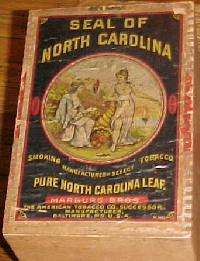 SEAL OF
NORTH CAROLINA
SMOKING TOBACCO
MANUFACTURED OF SELECT
PURE NORTH CAROLINA LEAF
MARBURG BROS.
THE AMERICAN TOBACCO CO. SUCCESSOR
MANUFACTURER,
BALTIMORE, MD. U.S.A.